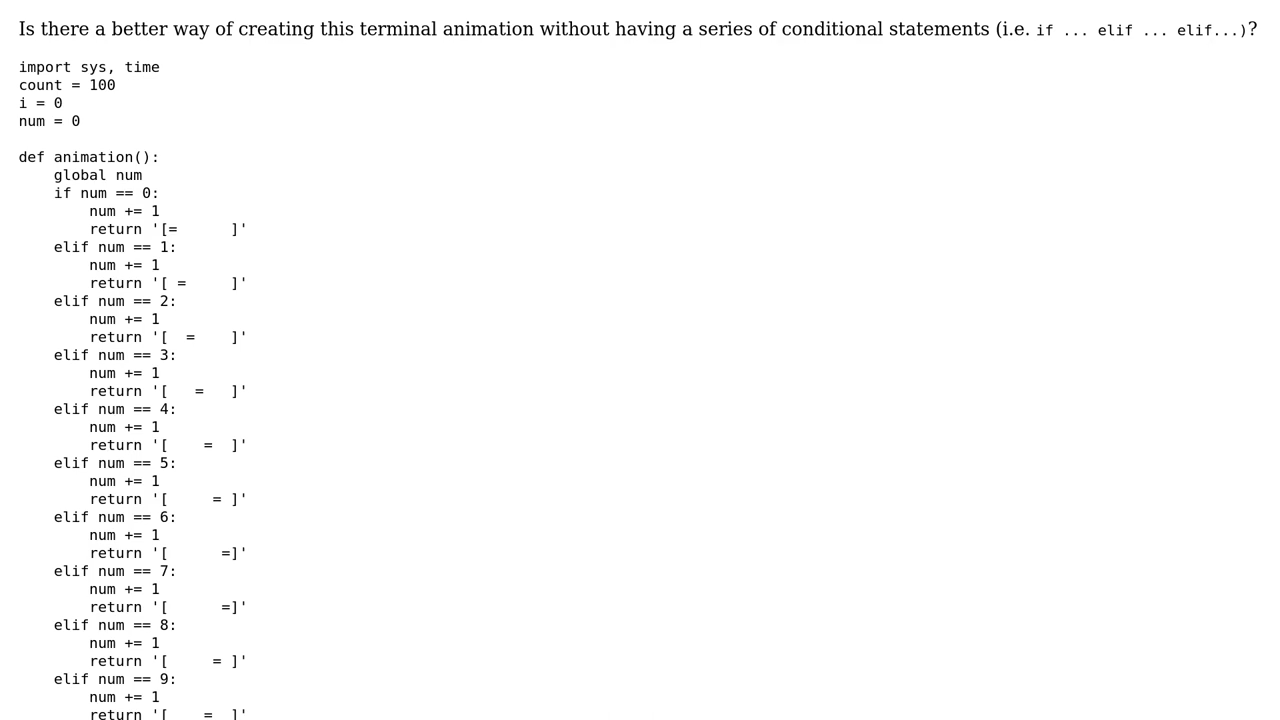 Is there a better way of creating this terminal animation without having a series of conditional statements (i.e. if ... elif ... elif...)?
import sys, time
count = 100
i = 0
num = 0
def animation():
    global num
    if num == 0:
        num += 1
        return '[=      ]'
    elif num == 1:
        num += 1
        return '[ =     ]'
    elif num == 2:
        num += 1
        return '[  =    ]'
    elif num == 3:
        num += 1
        return '[   =   ]'
    elif num == 4:
        num += 1
        return '[    =  ]'
    elif num == 5:
        num += 1
        return '[     = ]'
    elif num == 6:
        num += 1
        return '[      =]'
    elif num == 7:
        num += 1
        return '[      =]'
    elif num == 8:
        num += 1
        return '[     = ]'
    elif num == 9:
        num += 1
        return '[    =  ]'